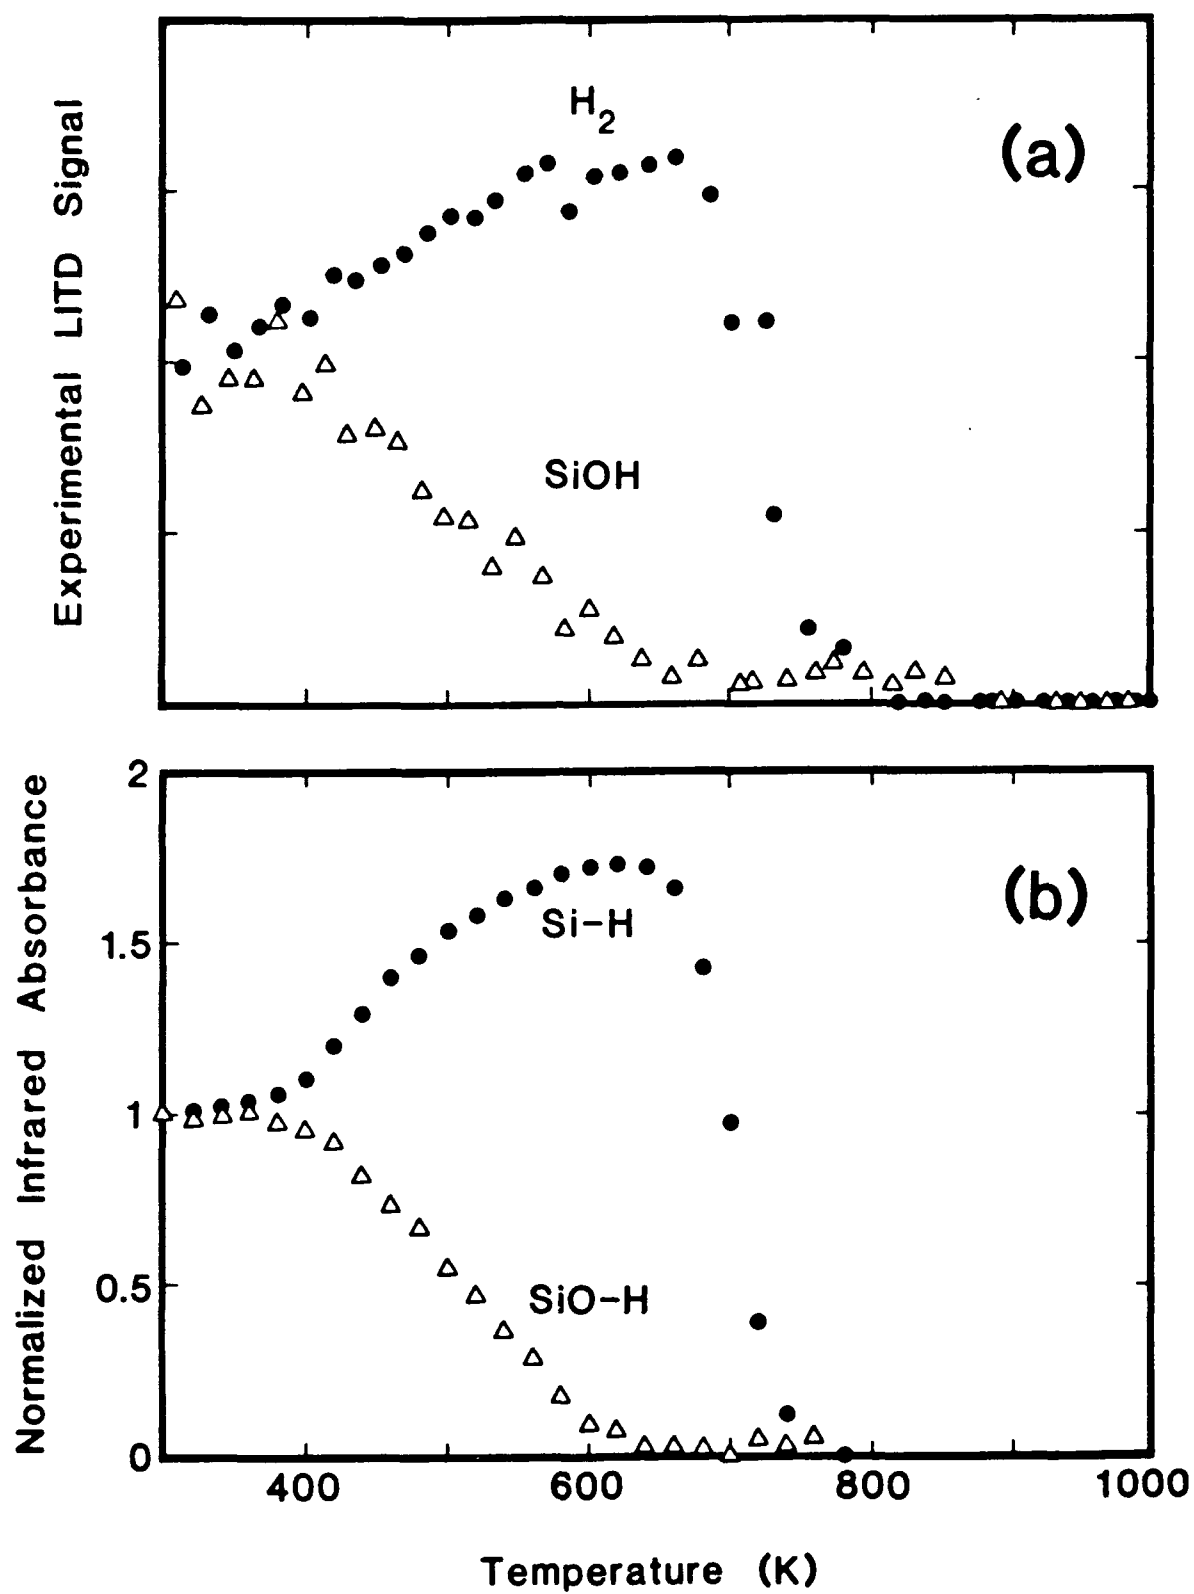 Experimental LITD Signal
H2
(a)
SiOH
Normalized Infrared Absorbance
2
1.5
1
0.5
0
Si-H
(b)
SiO-H
400 600 800 1000
Temperature (K)